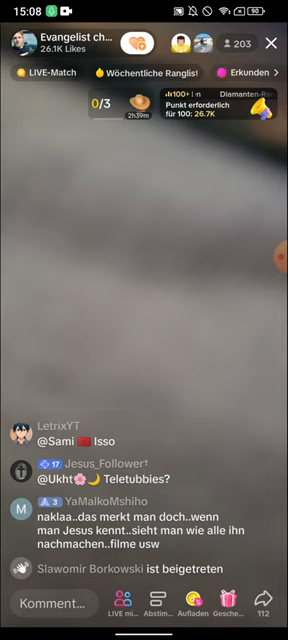 15:08
90
Evangelist ch...
26.1K Likes
203
LIVE-Match
Wöchentliche Ranglis
Erkunden
0/3
2h39m
100+
Punkt erforderlich
für 100: 26.7K
LetrixYT
@Sami 🇲🇦 Isso
17 Jesus_Follower†
@Ukht🌸🌙 Teletubbies?
M
3 YaMalkoMshiho
naklaa..das merkt man doch..wenn
man Jesus kennt..sieht man wie alle ihn
nachmachen..filme usw
Slawomir Borkowski ist beigetreten
Komment...
LIVE mi...
Abstim...
Aufladen
Gesche...
112